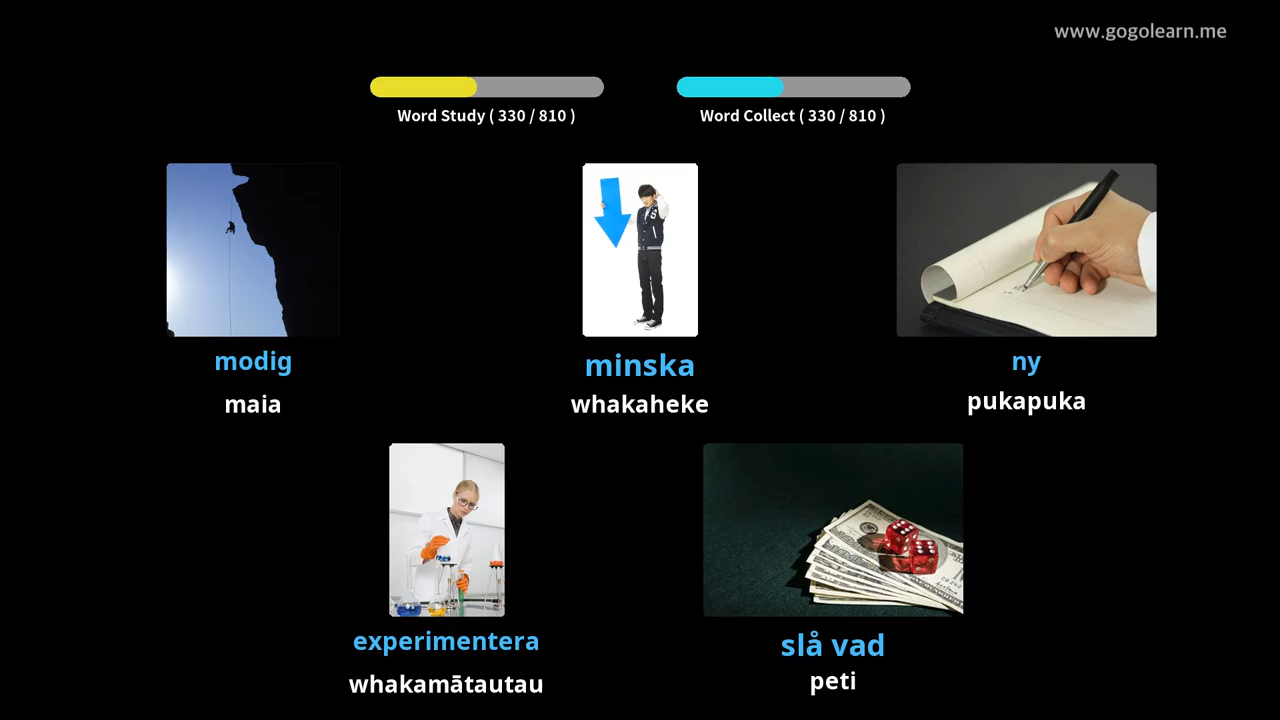 www.gogolearn.me
Word Study ( 330 / 810 )
Word Collect ( 330 / 810 )
modig
maia
minska
whakaheke
ny
pukapuka
experimentera
whakamātautau
slå vad
peti